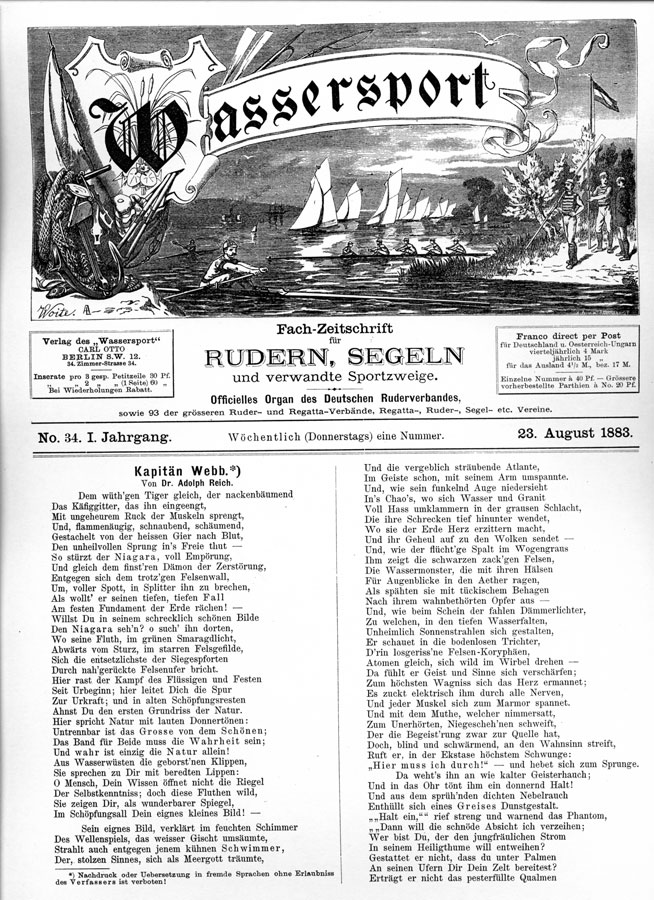 Wassersport
Woite.
Verlag des „Wassersport“
CARL OTTO
BERLIN S.W. 12.
34. Zimmer-Strasse 34.
Inserate pro 3 gesp. Petitzeile 30 Pf.
„ „ 2 „ „ (1 Seite) 60 „
Bei Wiederholungen Rabatt.
Fach-Zeitschrift
für
RUDERN, SEGELN
und verwandte Sportzweige.
Officielles Organ des Deutschen Ruderverbandes,
sowie 93 der grösseren Ruder- und Regatta-Verbände, Regatta-, Ruder-, Segel- etc. Vereine.
Franco direct per Post
für Deutschland u. Oesterreich-Ungarn
vierteljährlich 4 Mark
jährlich 15 „
für das Ausland 4½ M., bez. 17 M.
Einzelne Nummer à 40 Pf. — Grössere
vorherbestellte Parthien à No. 20 Pf.
No. 34. I. Jahrgang.
Wöchentlich (Donnerstags) eine Nummer.
23. August 1883.
Kapitän Webb.*)
Von Dr. Adolph Reich.
Dem wüth'gen Tiger gleich, der nackenbäumend
Das Käfiggitter, das ihn eingeengt,
Mit ungeheurem Ruck der Muskeln sprengt,
Und, flammenäugig, schnaubend, schäumend,
Gestachelt von der heissen Gier nach Blut,
Den unheilvollen Sprung in's Freie thut —
So stürzt der Niagara, voll Empörung,
Und gleich dem finst'ren Dämon der Zerstörung,
Entgegen sich dem trotz'gen Felsenwall,
Um, voller Spott, in Splitter ihn zu brechen,
Als wollt' er seinen tiefen, tiefen Fall
Am festen Fundament der Erde rächen! —
Willst Du in seinem schrecklich schönen Bilde
Den Niagara seh'n? o such' ihn dorten,
Wo seine Fluth, im grünen Smaragdlicht,
Abwärts vom Sturz, im starren Felsgefilde,
Sich die entsetzlichste der Siegespforten
Durch nah'gerückte Felsenufer bricht.
Hier rast der Kampf des Flüssigen und Festen
Seit Urbeginn; hier leitet Dich die Spur
Zur Urkraft; und in alten Schöpfungsresten
Ahnst Du den ersten Grundriss der Natur.
Hier spricht Natur mit lauten Donnertönen:
Untrennbar ist das Grosse von dem Schönen;
Das Band für Beide muss die Wahrheit sein;
Und wahr ist einzig die Natur allein!
Aus Wasserwüsten die geborst'nen Klippen,
Sie sprechen zu Dir mit beredten Lippen:
O Mensch, Dein Wissen öffnet nicht die Riegel
Der Selbstkenntniss; doch diese Fluthen wild,
Sie zeigen Dir, als wunderbarer Spiegel,
Im Schöpfungsall Dein eignes kleines Bild! —
Sein eignes Bild, verklärt im feuchten Schimmer
Des Wellenspiels, das weisser Gischt umsäumte,
Strahlt auch entgegen jenem kühnen Schwimmer,
Der, stolzen Sinnes, sich als Meergott träumte,
*) Nachdruck oder Uebersetzung in fremde Sprachen ohne Erlaubniss
des Verfassers ist verboten!
Und die vergeblich sträubende Atlante,
Im Geiste schon, mit seinem Arm umspannte.
Und, wie sein funkelnd Auge niedersieht
In's Chao's, wo sich Wasser und Granit
Voll Hass umklammern in der grausen Schlacht,
Die ihre Schrecken tief hinunter wendet,
Wo sie der Erde Herz erzittern macht,
Und ihr Geheul auf zu den Wolken sendet —
Und, wie der flücht'ge Spalt im Wogengraus
Ihm zeigt die schwarzen zack'gen Felsen,
Die Wassermonster, die mit ihren Hälsen
Für Augenblicke in den Aether ragen,
Als spähten sie mit tückischem Behagen
Nach ihrem wahnbethörten Opfer aus —
Und, wie beim Schein der fahlen Dämmerlichter,
Zu welchen, in den tiefen Wasserfalten,
Unheimlich Sonnenstrahlen sich gestalten,
Er schauet in die bodenlosen Trichter,
D'rin losgeriss'ne Felsen-Koryphäen,
Atomen gleich, sich wild im Wirbel drehen —
Da fühlt er Geist und Sinne sich verschärfen;
Zum höchsten Wagniss sich das Herz ermannet;
Es zuckt elektrisch ihm durch alle Nerven,
Und jeder Muskel sich zum Marmor spannet.
Und mit dem Muthe, welcher nimmersatt,
Zum Unerhörten, Niegescheh'nen schweift,
Der die Begeist'rung zwar zur Quelle hat,
Doch, blind und schwärmend, an den Wahnsinn streift,
Ruft er, in der Ekstase höchstem Schwunge:
„Hier muss ich durch!“ — und hebet sich zum Sprunge.
Da weht's ihn an wie kalter Geisterhauch;
Und in das Ohr tönt ihm ein donnernd Halt!
Und aus dem sprüh'nden dichten Nebelrauch
Enthüllt sich eines Greises Dunstgestalt.
„„Halt ein,““ rief streng und warnend das Phantom,
„„Dann will die schnöde Absicht ich verzeihen;
Wer bist Du, der den jungfräulichen Strom
In seinem Heiligthume will entweihen?
Gestattet er nicht, dass du unter Palmen
An seinen Ufern Dir Dein Zelt bereitest?
Erträgt er nicht das pesterfüllte Qualmen